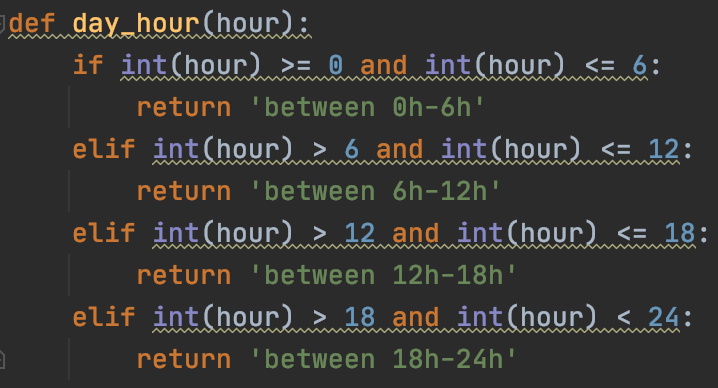 def day_hour(hour):
    if int(hour) >= 0 and int(hour) <= 6:
        return 'between 0h-6h'
    elif int(hour) > 6 and int(hour) <= 12:
        return 'between 6h-12h'
    elif int(hour) > 12 and int(hour) <= 18:
        return 'between 12h-18h'
    elif int(hour) > 18 and int(hour) < 24:
        return 'between 18h-24h'